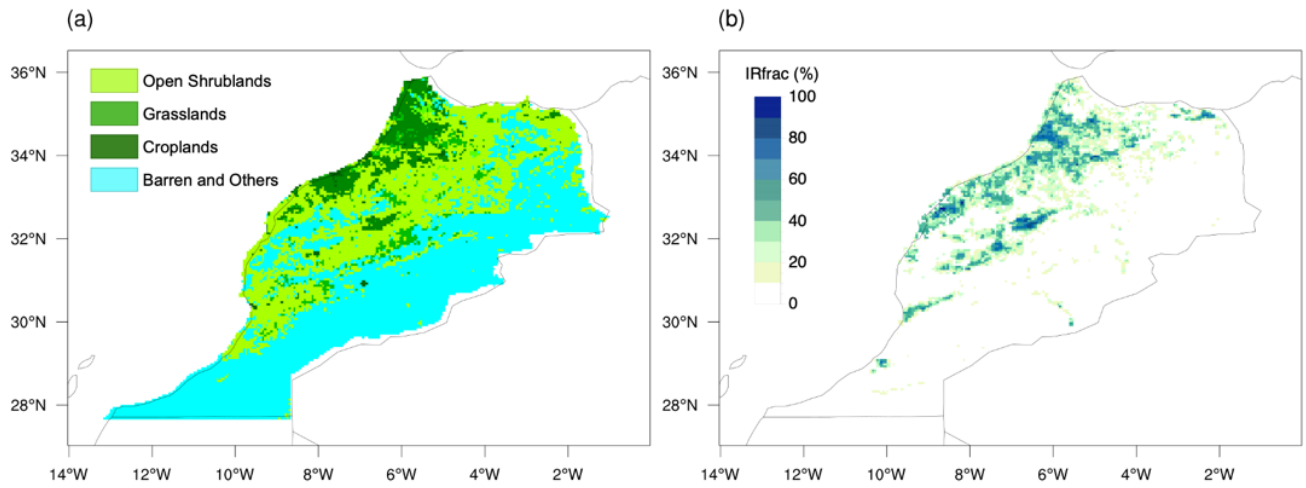 (a)
Open Shrublands
Grasslands
Croplands
Barren and Others
36°N
34°N
32°N
30°N
28°N
14°W 12°W 10°W 8°W 6°W 4°W 2°W
(b)
IRfrac (%)
100
80
60
40
20
0
36°N
34°N
32°N
30°N
28°N
14°W 12°W 10°W 8°W 6°W 4°W 2°W